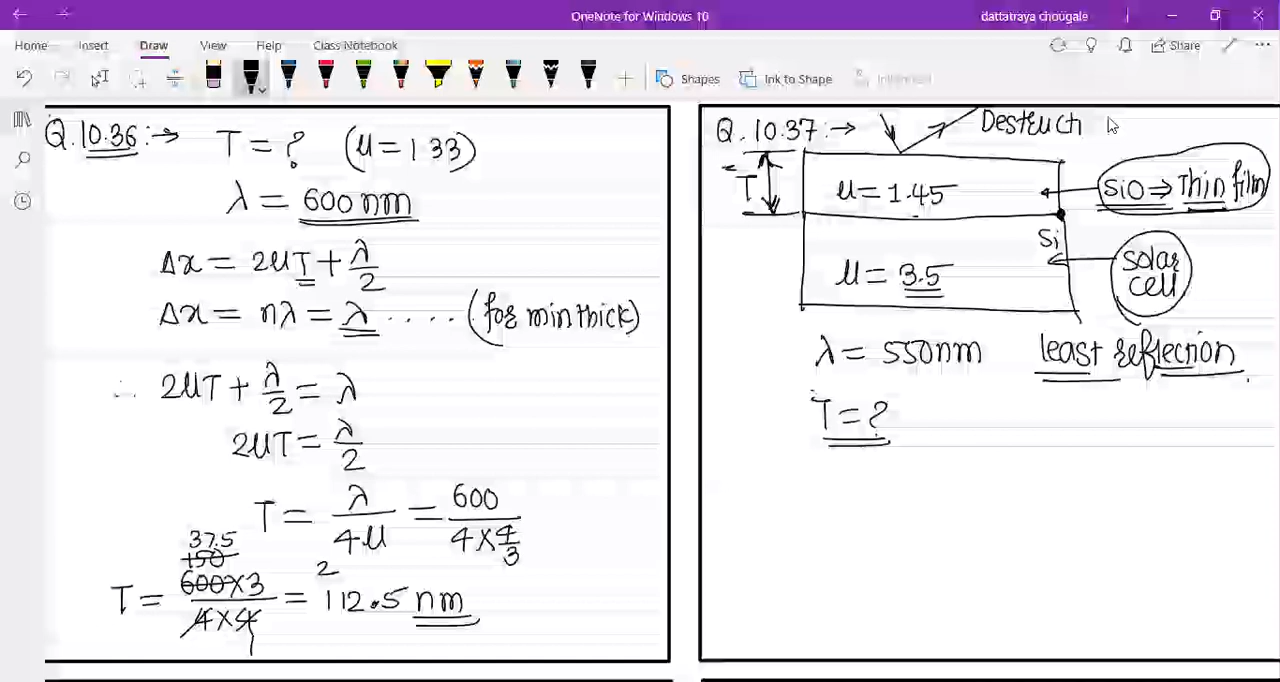 OneNote for Windows 10
dattatraya chougale
Home Insert Draw View Help Class Notebook
Share
Shapes
Ink to Shape
Q. 10.36 :→ T = ? (μ = 1.33)
λ = 600 nm
Δx = 2μT + λ/2
Δx = nλ = λ .... (for min thick)
∴ 2μT + λ/2 = λ
2μT = λ/2
T = λ/4μ = 600/(4 × 4/3)
37.5
150
T = 600×3/4×4 = 112.5 nm
2
1
Q. 10.37 :→ Destruch
T
μ = 1.45
SiO ⇒ Thin film
Si
μ = 3.5
solar
cell
λ = 550nm least reflection.
T = ?